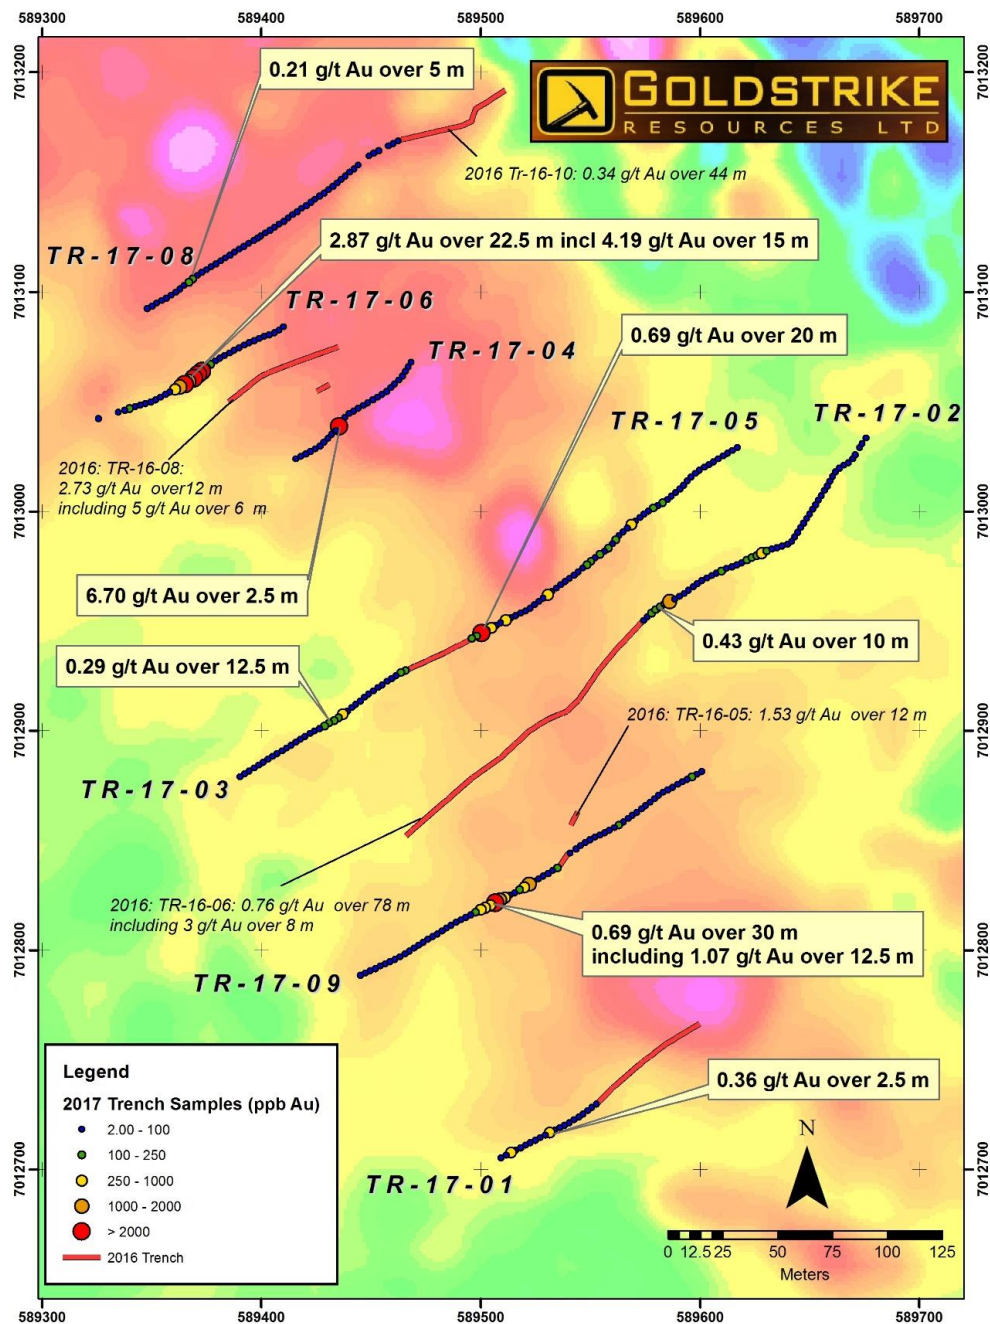 589300 589400 589500 589600 589700
7013200
7013200
0.21 g/t Au over 5 m
GOLDSTRIKE
RESOURCES LTD
2016 Tr-16-10: 0.34 g/t Au over 44 m
TR-17-08
2.87 g/t Au over 22.5 m incl 4.19 g/t Au over 15 m
7013100
7013100
TR-17-06
0.69 g/t Au over 20 m
TR-17-04
TR-17-05
TR-17-02
2016: TR-16-08:
2.73 g/t Au over12 m
including 5 g/t Au over 6 m
7013000
7013000
6.70 g/t Au over 2.5 m
0.43 g/t Au over 10 m
0.29 g/t Au over 12.5 m
2016: TR-16-05: 1.53 g/t Au over 12 m
7012900
7012900
TR-17-03
2016: TR-16-06: 0.76 g/t Au over 78 m
including 3 g/t Au over 8 m
0.69 g/t Au over 30 m
including 1.07 g/t Au over 12.5 m
7012800
7012800
TR-17-09
0.36 g/t Au over 2.5 m
TR-17-01
7012700
7012700
Legend
2017 Trench Samples (ppb Au)
2.00 - 100
100 - 250
250 - 1000
1000 - 2000
> 2000
2016 Trench
N
0 12.5 25 50 75 100 125
Meters
589300 589400 589500 589600 589700